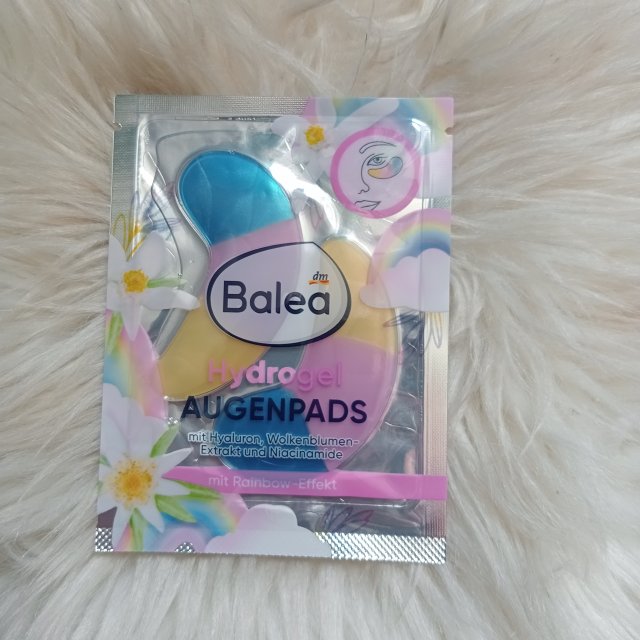 dm
Balea
Hydrogel
AUGENPADS
mit Hyaluron, Wolkenblumen-
Extrakt und Niacinamide
mit Rainbow-Effekt